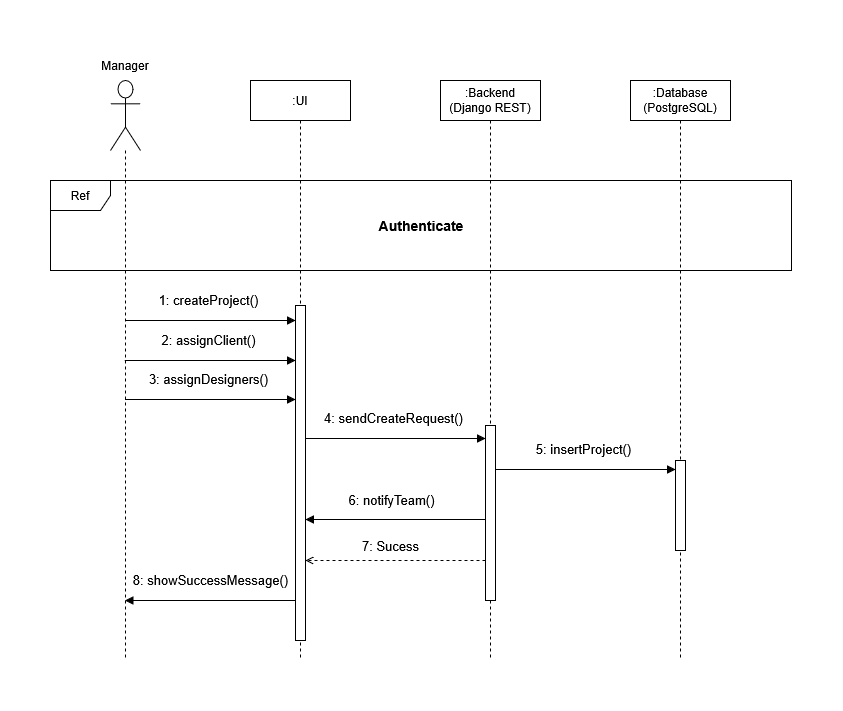 Manager
:UI
:Backend
(Django REST)
:Database
(PostgreSQL)
Ref
Authenticate
1: createProject()
2: assignClient()
3: assignDesigners()
4: sendCreateRequest()
5: insertProject()
6: notifyTeam()
7: Sucess
8: showSuccessMessage()